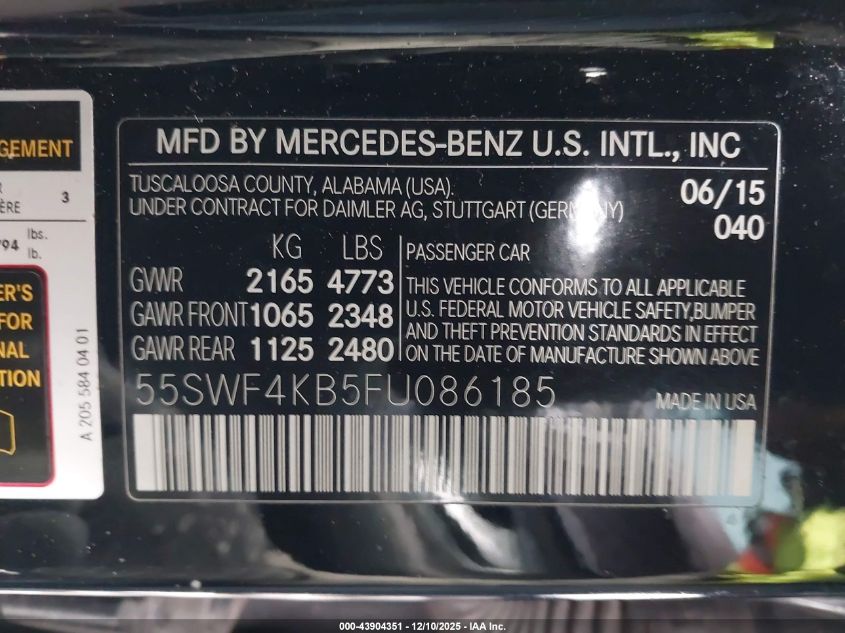 GEMENT
R
ÈRE 3
794 lbs.
lb.
ER'S
FOR
NAL
TION
A 205 584 04 01
MFD BY MERCEDES-BENZ U.S. INTL., INC
TUSCALOOSA COUNTY, ALABAMA (USA). 06/15
UNDER CONTRACT FOR DAIMLER AG, STUTTGART (GERMANY) 040
KG LBS PASSENGER CAR
GVWR 2165 4773 THIS VEHICLE CONFORMS TO ALL APPLICABLE
GAWR FRONT 1065 2348 U.S. FEDERAL MOTOR VEHICLE SAFETY,BUMPER
AND THEFT PREVENTION STANDARDS IN EFFECT
GAWR REAR 1125 2480 ON THE DATE OF MANUFACTURE SHOWN ABOVE
55SWF4KB5FU086185 MADE IN USA
000-43904351 - 12/10/2025 - IAA Inc.